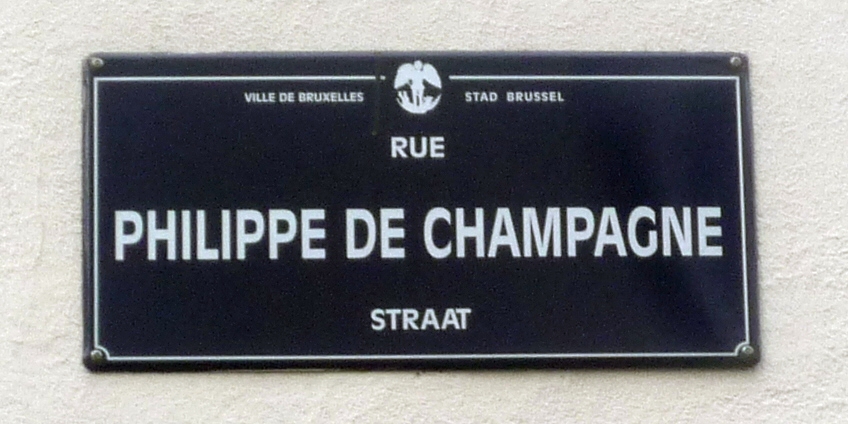 VILLE DE BRUXELLES STAD BRUSSEL
RUE
PHILIPPE DE CHAMPAGNE
STRAAT